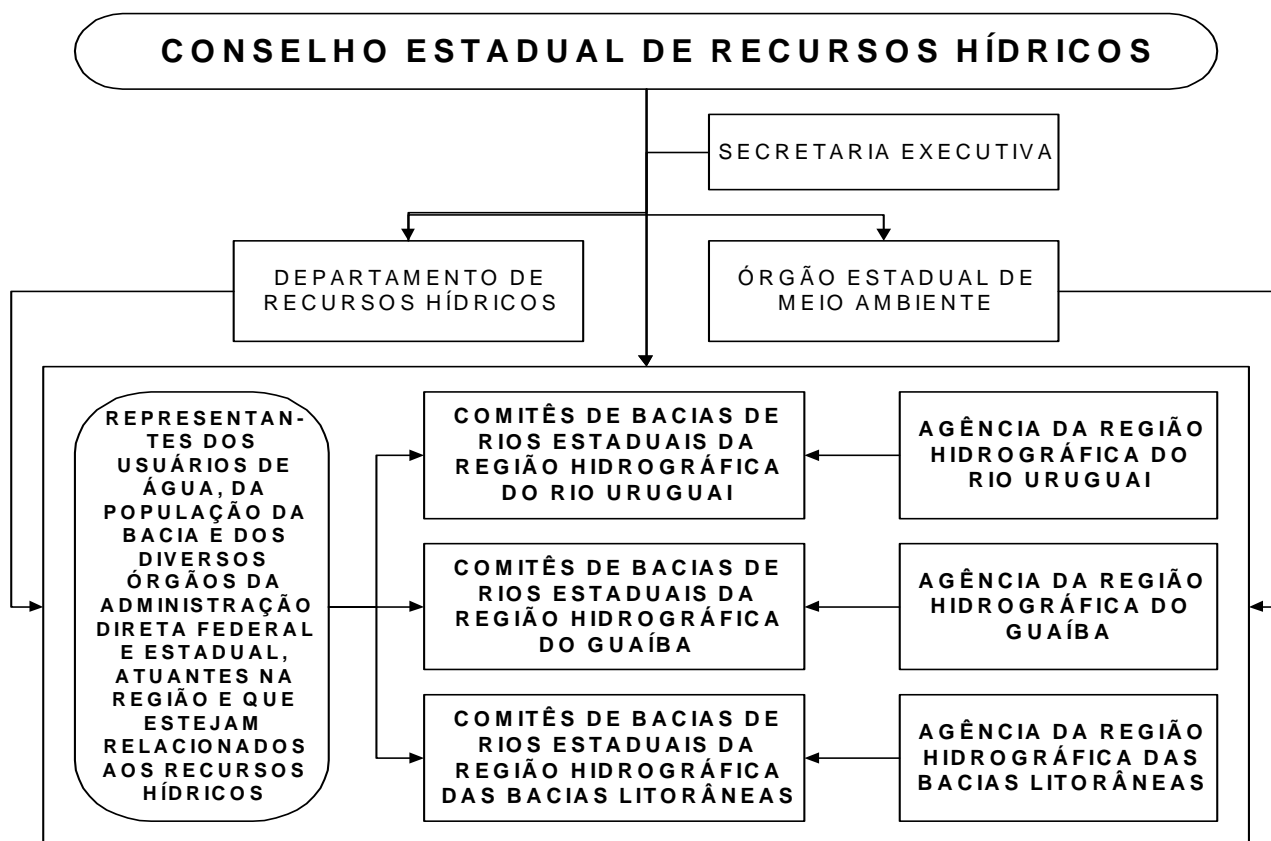 CONSELHO ESTADUAL DE RECURSOS HÍDRICOS
SECRETARIA EXECUTIVA
DEPARTAMENTO DE
RECURSOS HÍDRICOS
ÓRGÃO ESTADUAL DE
MEIO AMBIENTE
REPRESENTAN-
TES DOS
USUÁRIOS DE
ÁGUA, DA
POPULAÇÃO DA
BACIA E DOS
DIVERSOS
ÓRGÃOS DA
ADMINISTRAÇÃO
DIRETA FEDERAL
E ESTADUAL,
ATUANTES NA
REGIÃO E QUE
ESTEJAM
RELACIONADOS
AOS RECURSOS
HÍDRICOS
COMITÊS DE BACIAS DE
RIOS ESTADUAIS DA
REGIÃO HIDROGRÁFICA
DO RIO URUGUAI
AGÊNCIA DA REGIÃO
HIDROGRÁFICA DO
RIO URUGUAI
COMITÊS DE BACIAS DE
RIOS ESTADUAIS DA
REGIÃO HIDROGRÁFICA
DO GUAÍBA
AGÊNCIA DA REGIÃO
HIDROGRÁFICA DO
GUAÍBA
COMITÊS DE BACIAS DE
RIOS ESTADUAIS DA
REGIÃO HIDROGRÁFICA
DAS BACIAS LITORÂNEAS
AGÊNCIA DA REGIÃO
HIDROGRÁFICA DAS
BACIAS LITORÂNEAS